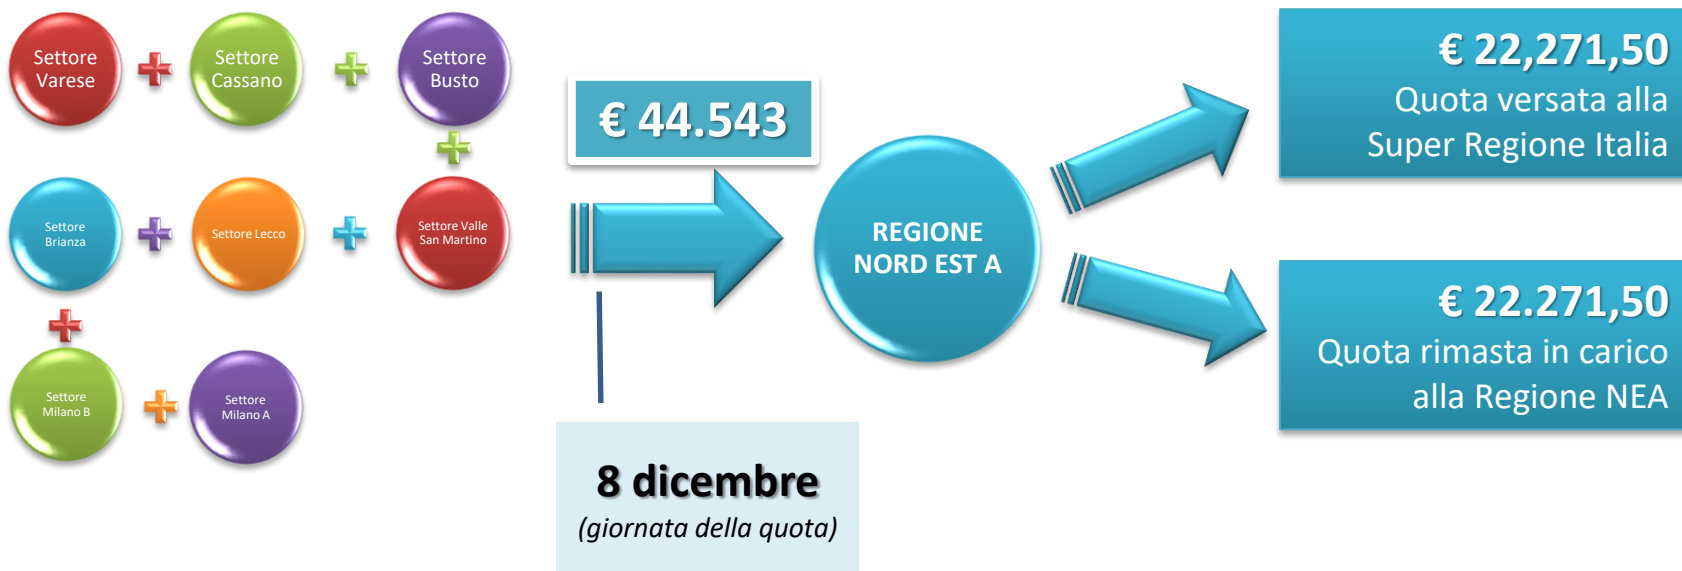 Settore
Varese
Settore
Cassano
Settore
Busto
Settore
Brianza
Settore Lecco
Settore Valle
San Martino
Settore
Milano B
Settore
Milano A
€ 44.543
8 dicembre
(giornata della quota)
REGIONE
NORD EST A
€ 22,271,50
Quota versata alla
Super Regione Italia
€ 22.271,50
Quota rimasta in carico
alla Regione NEA